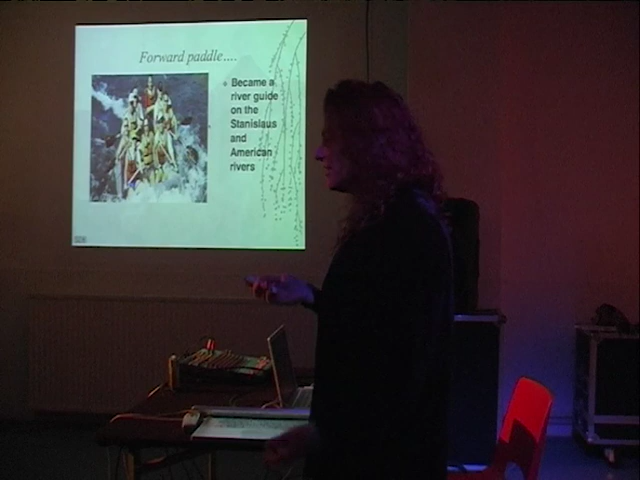 Forward paddle....
Became a
river guide
on the
Stanislaus
and
American
rivers